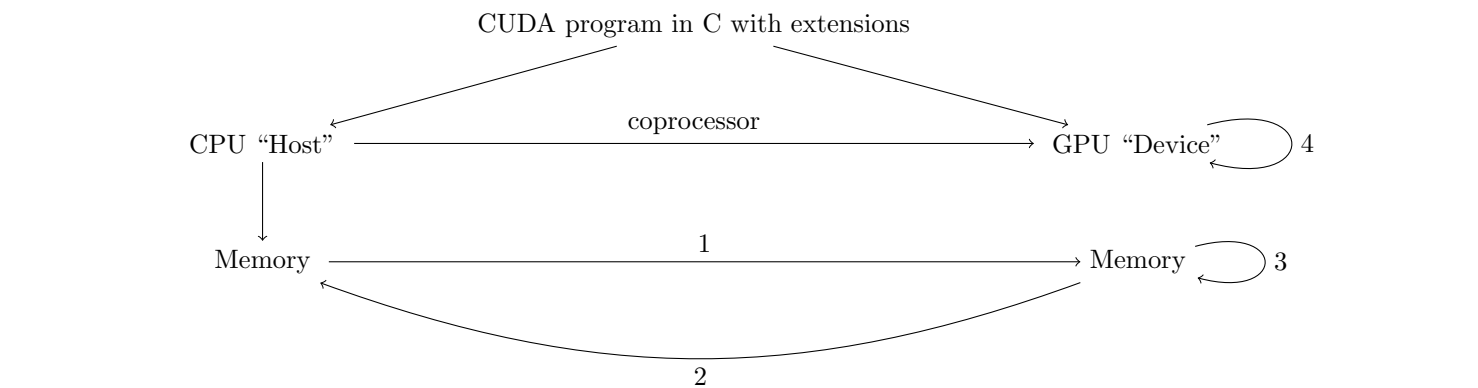 CUDA program in C with extensions
coprocessor
CPU “Host”
GPU “Device”
4
1
Memory
Memory
3
2